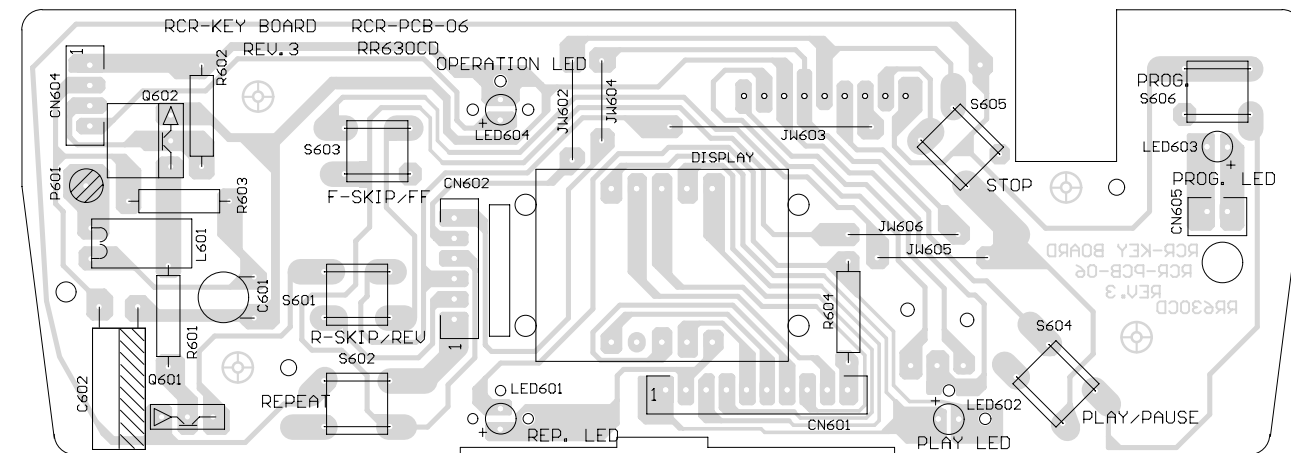 RCR-KEY BOARD RCR-PCB-06
REV.3 RR630CD
OPERATION LED
CN604
1
Q602
R602
LED604
JW602
JW604
JW603
S605
PROG.
S606
LED603
PROG. LED
S603
DISPLAY
STOP
P601
R603
F-SKIP/FF
CN602
CN605
L601
JW606
JW605
RCR-KEY BOARD
RCR-PCB-06
REV.3
RR630CD
C601
S601
R604
R-SKIP/REV
1
R601
S602
S604
C602
Q601
REPEAT
LED601
1
LED602
PLAY/PAUSE
REP. LED
CN601
PLAY LED